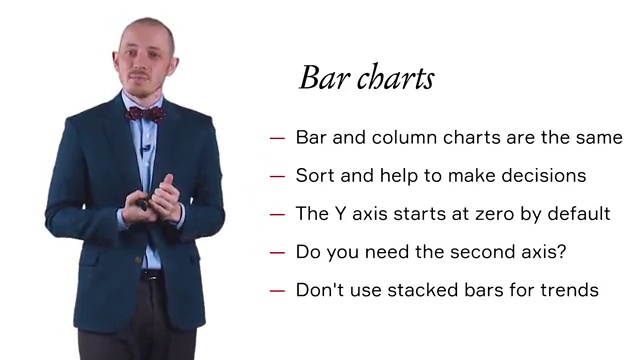 Bar charts
— Bar and column charts are the same
— Sort and help to make decisions
— The Y axis starts at zero by default
— Do you need the second axis?
— Don't use stacked bars for trends